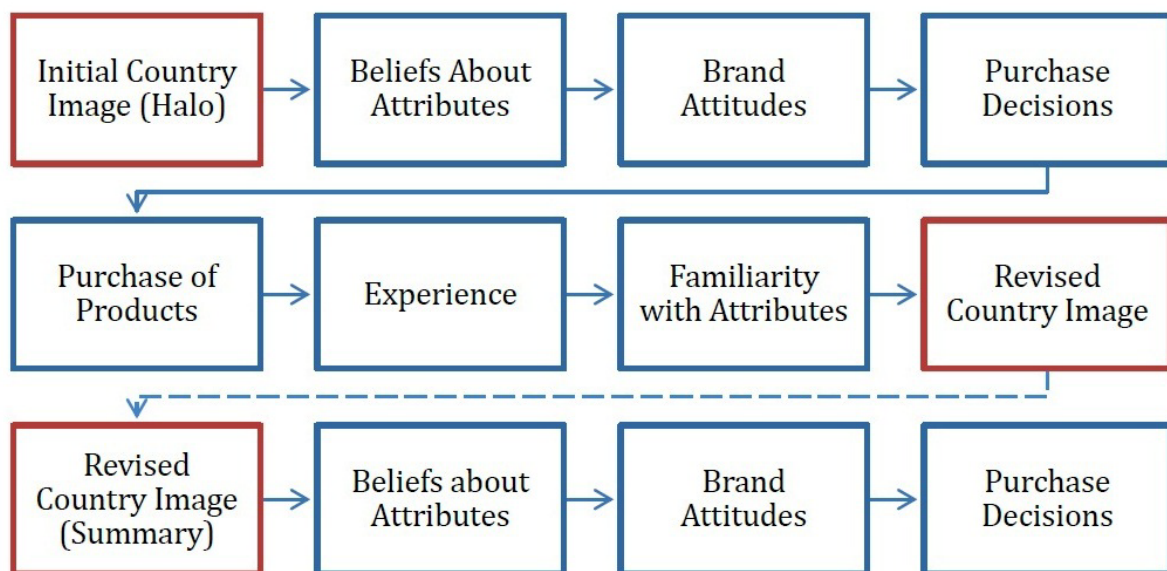 Initial Country
Image (Halo)
Beliefs About
Attributes
Brand
Attitudes
Purchase
Decisions
Purchase of
Products
Experience
Familiarity
with Attributes
Revised
Country Image
Revised
Country Image
(Summary)
Beliefs about
Attributes
Brand
Attitudes
Purchase
Decisions